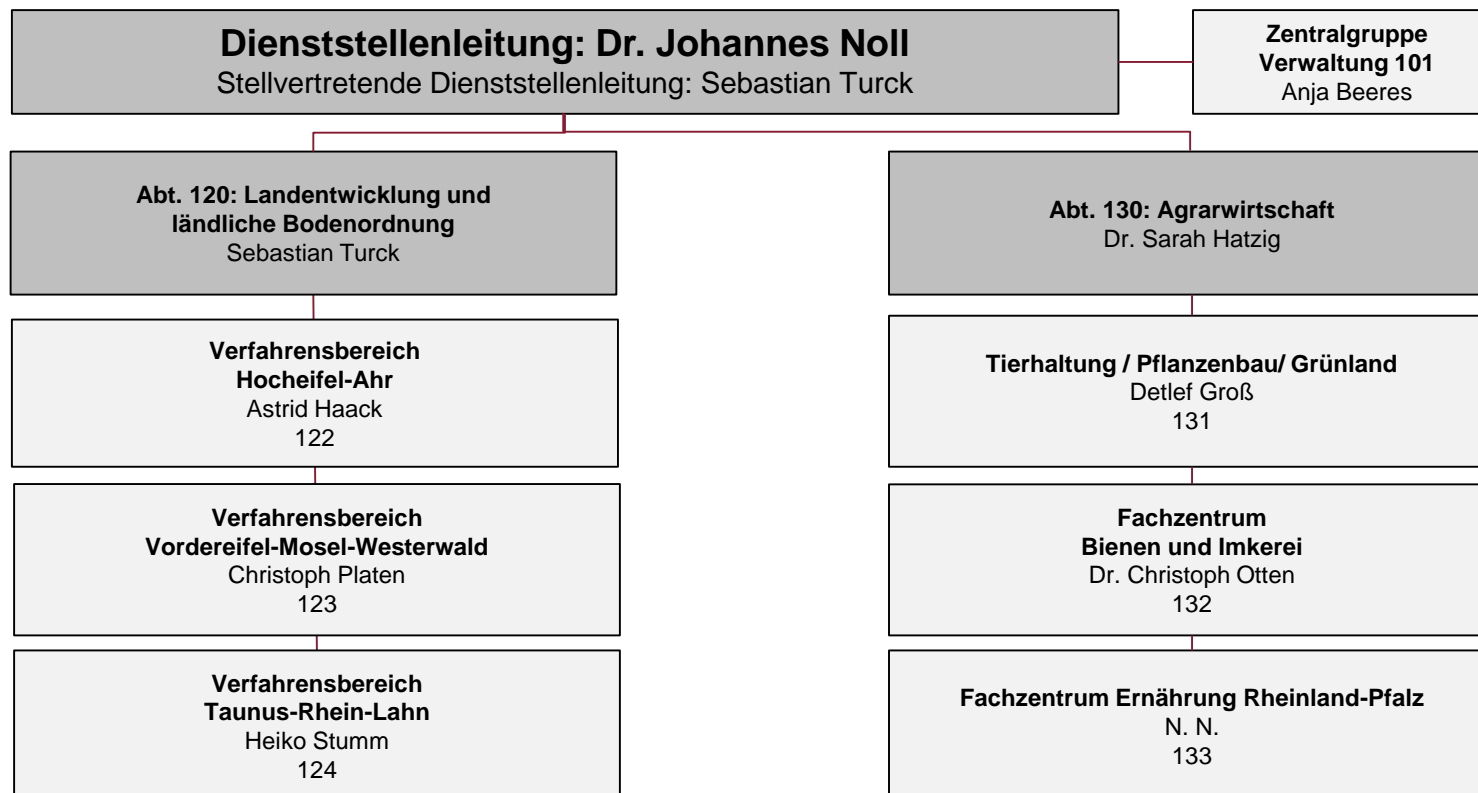 Dienststellenleitung: Dr. Johannes Noll
Stellvertretende Dienststellenleitung: Sebastian Turck
Zentralgruppe
Verwaltung 101
Anja Beeres
Abt. 120: Landentwicklung und
ländliche Bodenordnung
Sebastian Turck
Abt. 130: Agrarwirtschaft
Dr. Sarah Hatzig
Verfahrensbereich
Hocheifel-Ahr
Astrid Haack
122
Tierhaltung / Pflanzenbau/ Grünland
Detlef Groß
131
Verfahrensbereich
Vordereifel-Mosel-Westerwald
Christoph Platen
123
Fachzentrum
Bienen und Imkerei
Dr. Christoph Otten
132
Verfahrensbereich
Taunus-Rhein-Lahn
Heiko Stumm
124
Fachzentrum Ernährung Rheinland-Pfalz
N. N.
133